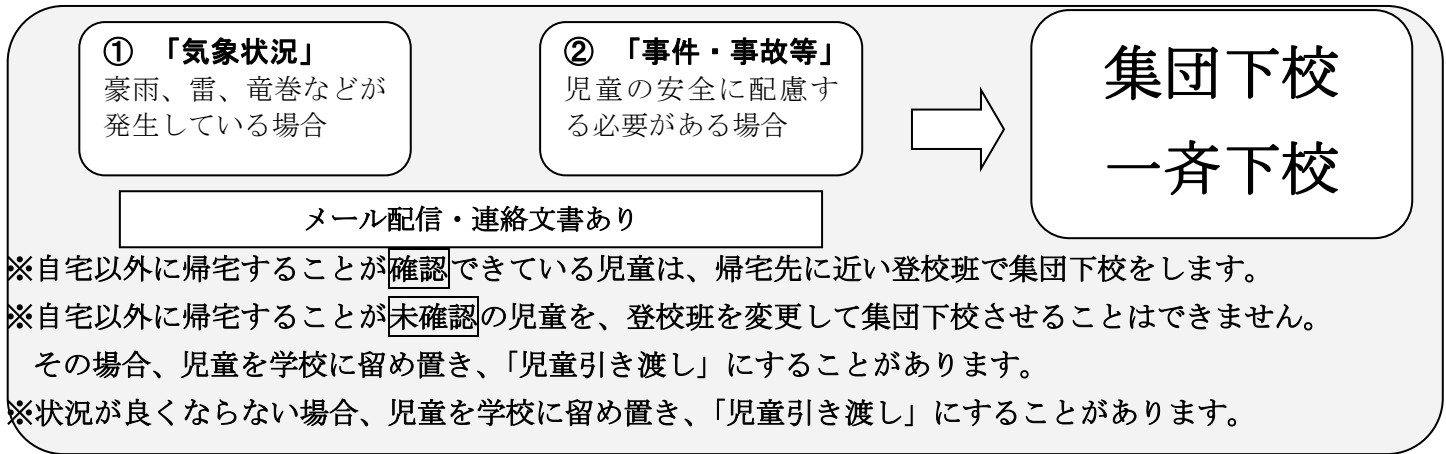 ① 「気象状況」
豪雨、雷、竜巻などが
発生している場合
② 「事件・事故等」
児童の安全に配慮す
る必要がある場合
集団下校
一斉下校
メール配信・連絡文書あり
※自宅以外に帰宅することが確認できている児童は、帰宅先に近い登校班で集団下校をします。
※自宅以外に帰宅することが未確認の児童を、登校班を変更して集団下校させることはできません。
その場合、児童を学校に留め置き、「児童引き渡し」にすることがあります。
※状況が良くならない場合、児童を学校に留め置き、「児童引き渡し」にすることがあります。